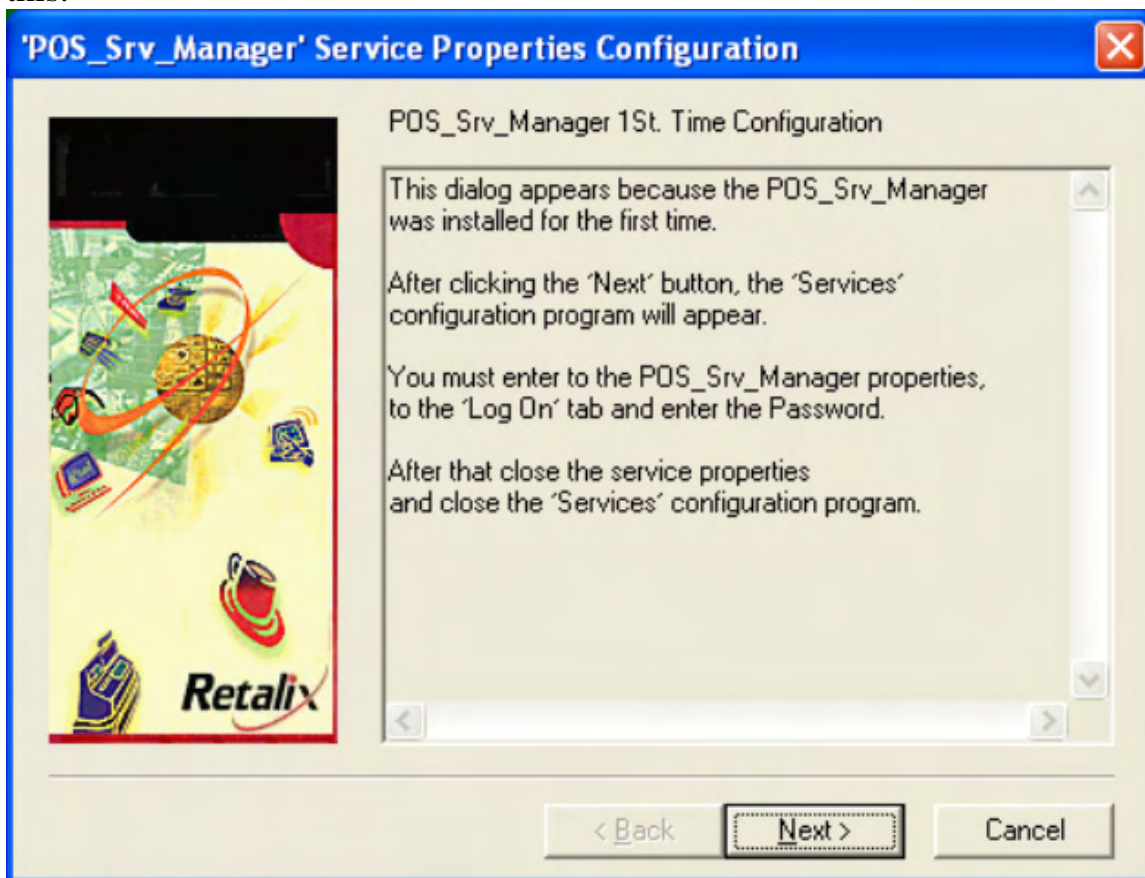 'POS_Srv_Manager' Service Properties Configuration
POS_Srv_Manager 1St. Time Configuration
This dialog appears because the POS_Srv_Manager
was installed for the first time.
After clicking the ´Next´ button, the ´Services´
configuration program will appear.
You must enter to the POS_Srv_Manager properties,
to the ´Log On´ tab and enter the Password.
After that close the service properties
and close the ´Services´ configuration program.
Retalix
< Back
Next >
Cancel